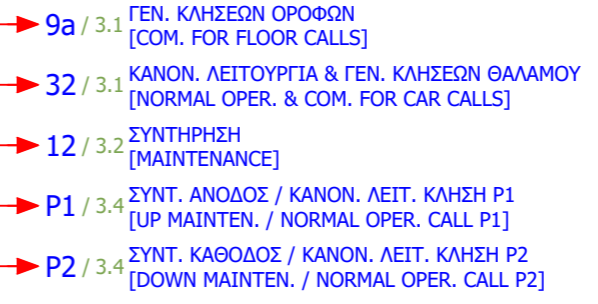 9a / 3.1 ΓΕΝ. ΚΛΗΣΕΩΝ ΟΡΟΦΩΝ
[COM. FOR FLOOR CALLS]
32 / 3.1 ΚΑΝΟΝ. ΛΕΙΤΟΥΡΓΙΑ & ΓΕΝ. ΚΛΗΣΕΩΝ ΘΑΛΑΜΟΥ
[NORMAL OPER. & COM. FOR CAR CALLS]
12 / 3.2 ΣΥΝΤΗΡΗΣΗ
[MAINTENANCE]
P1 / 3.4 ΣΥΝΤ. ΑΝΟΔΟΣ / ΚΑΝΟΝ. ΛΕΙΤ. ΚΛΗΣΗ P1
[UP MAINTEN. / NORMAL OPER. CALL P1]
P2 / 3.4 ΣΥΝΤ. ΚΑΘΟΔΟΣ / ΚΑΝΟΝ. ΛΕΙΤ. ΚΛΗΣΗ P2
[DOWN MAINTEN. / NORMAL OPER. CALL P2]